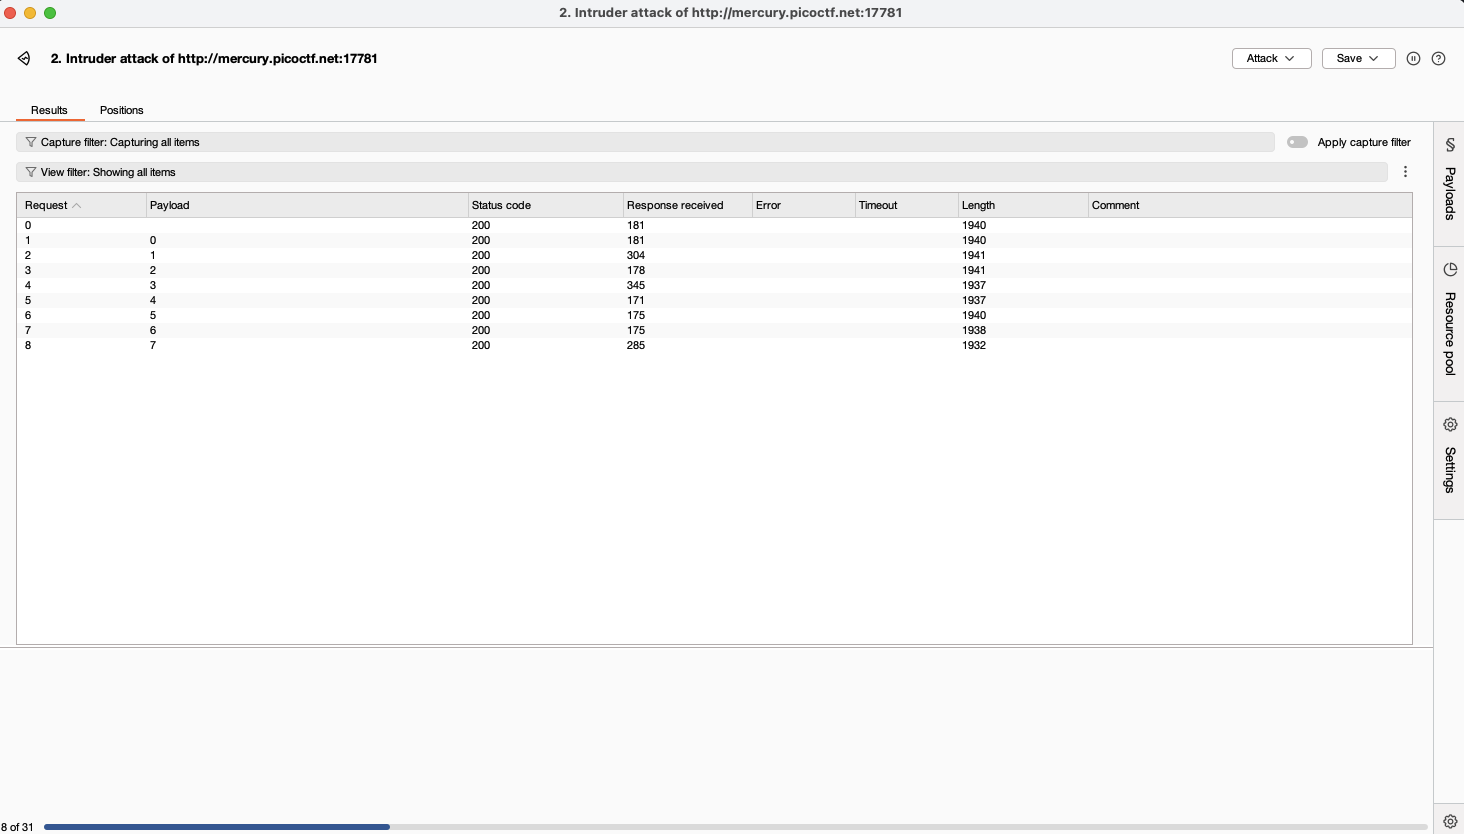 2. Intruder attack of http://mercury.picoctf.net:17781
2. Intruder attack of http://mercury.picoctf.net:17781
Attack
Save
Results Positions
Capture filter: Capturing all items
Apply capture filter
View filter: Showing all items
Request Payload Status code Response received Error Timeout Length Comment
0 200 181 1940
1 0 200 181 1940
2 1 200 304 1941
3 2 200 178 1941
4 3 200 345 1937
5 4 200 171 1937
6 5 200 175 1940
7 6 200 175 1938
8 7 200 285 1932
Payloads
Resource pool
Settings
8 of 31